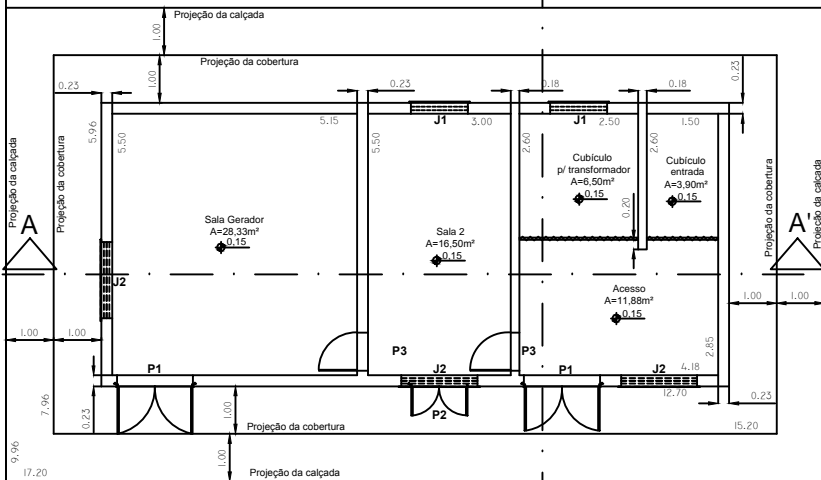 Projeção da calçada
1.00
Projeção da cobertura
1.00
0.23
0.23
0.18
0.18
0.23
J1
J1
5.15
3.00
2.50
1.50
5.96
5.50
5.50
2.60
2.60
Projeção da calçada
Projeção da cobertura
Cubículo
p/ transformador
A=6,50m²
0,15
Cubículo
entrada
A=3,90m²
0,15
0.20
Projeção da cobertura
Projeção da calçada
A
A'
Sala Gerador
A=28,33m²
0,15
Sala 2
A=16,50m²
0,15
J2
Acesso
A=11,88m²
0,15
1.00
1.00
1.00
1.00
P3
P3
2.85
P1
J2
P1
J2
4.18
12.70
0.23
7.96
0.23
1.00
P2
Projeção da cobertura
15.20
9.96
1.00
17.20
Projeção da calçada